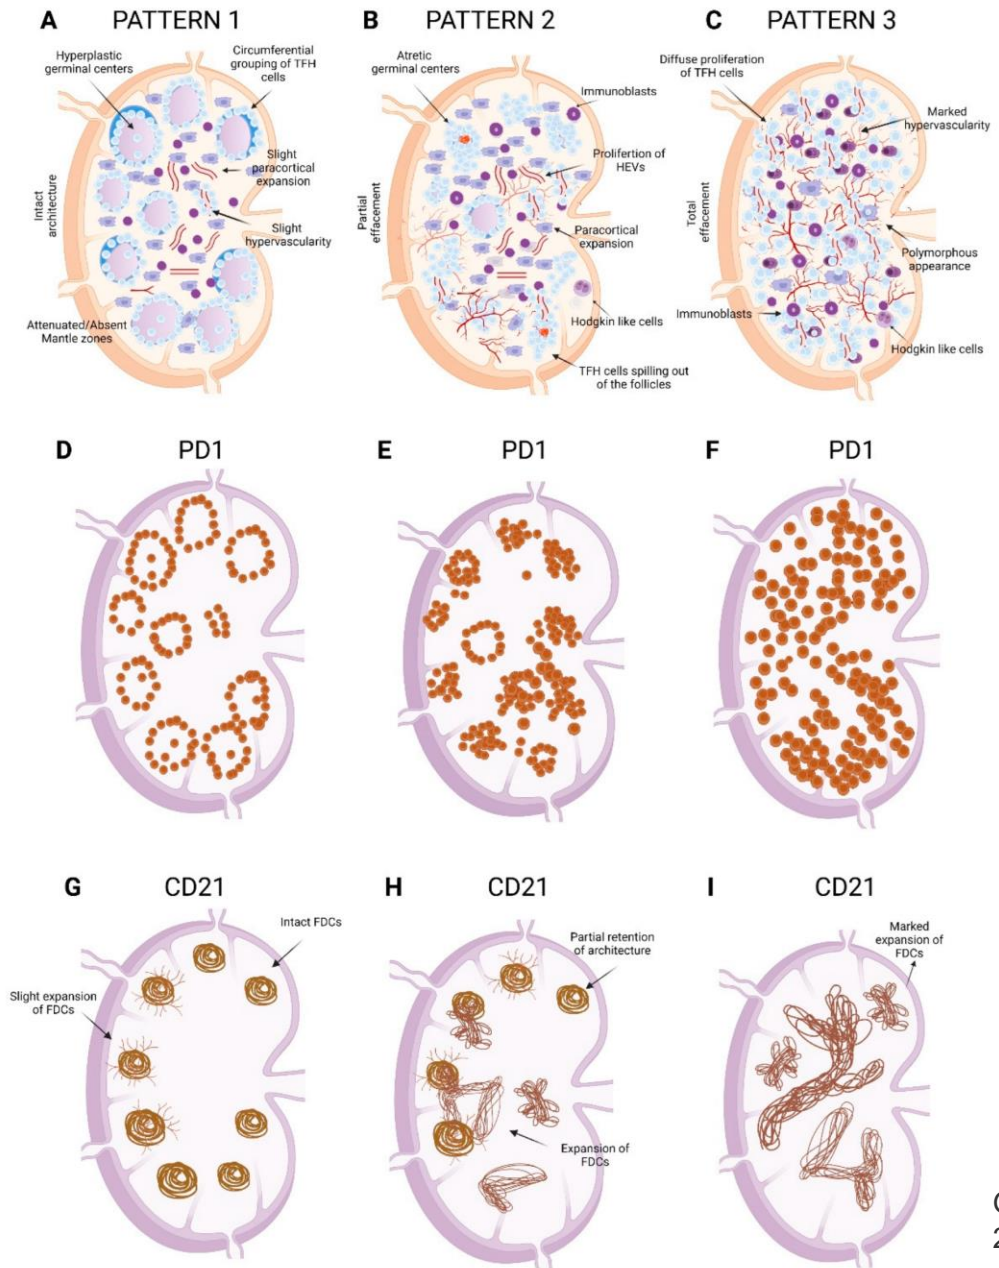 A PATTERN 1
Hyperplastic
germinal centers
Circumferential
grouping of TFH
cells
Intact
architecture
Slight
paracortical
expansion
Slight
hypervascularity
Attenuated/Absent
Mantle zones
B PATTERN 2
Atretic
germinal centers
Immunoblasts
Partial
effacement
Prolifertion of
HEVs
Paracortical
expansion
Hodgkin like cells
TFH cells spilling out
of the follicles
C PATTERN 3
Diffuse proliferation
of TFH cells
Marked
hypervascularity
Total
effacement
Polymorphous
appearance
Immunoblasts
Hodgkin like cells
D PD1
E PD1
F PD1
G CD21
Intact FDCs
Slight expansion
of FDCs
H CD21
Partial retention
of architecture
Expansion of
FDCs
I CD21
Marked
expansion of
FDCs